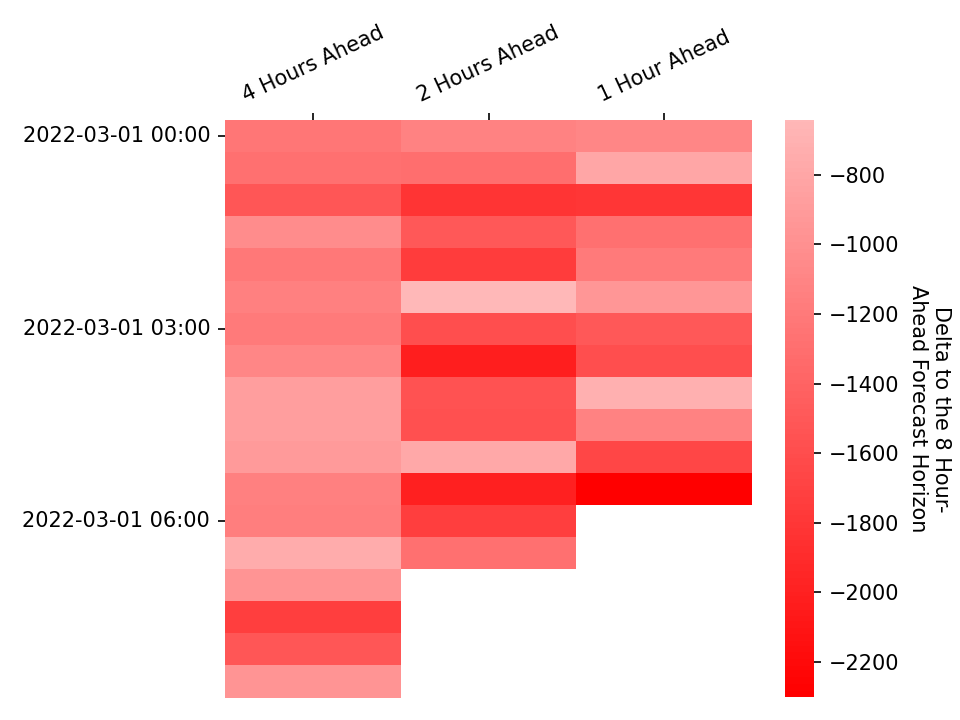 4 Hours Ahead
2 Hours Ahead
1 Hour Ahead
2022-03-01 00:00
2022-03-01 03:00
2022-03-01 06:00
−800
−1000
−1200
−1400
−1600
−1800
−2000
−2200
Delta to the 8 Hour-
Ahead Forecast Horizon